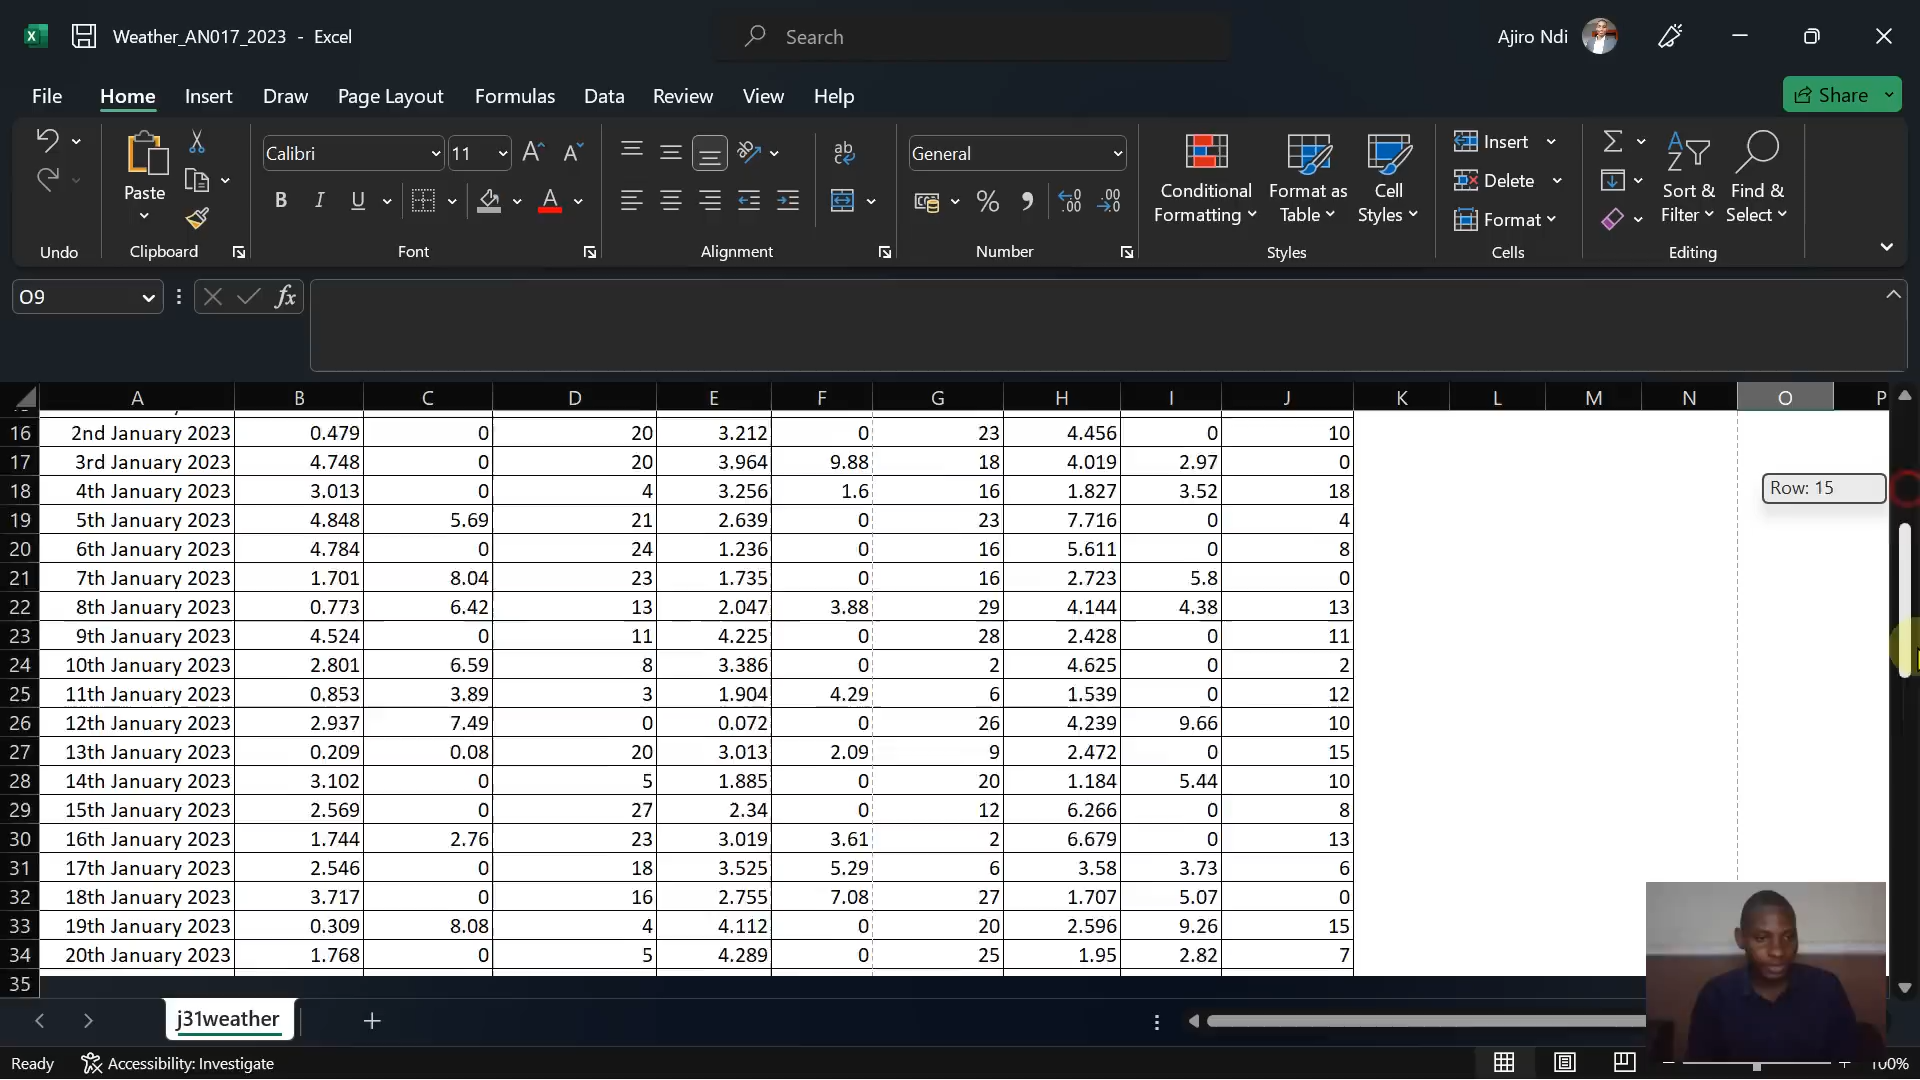 Weather_AN017_2023 - Excel
Search
Ajiro Ndi
File Home Insert Draw Page Layout Formulas Data Review View Help
Share
Calibri 11
General
Paste
B I U
ab
Conditional Formatting
Format as Table
Cell Styles
Insert
Delete
Format
Sort & Filter
Find & Select
Undo Clipboard Font Alignment Number Styles Cells Editing
O9
fx
A B C D E F G H I J K L M N O P
16 2nd January 2023 0.479 0 20 3.212 0 23 4.456 0 10
17 3rd January 2023 4.748 0 20 3.964 9.88 18 4.019 2.97 0
18 4th January 2023 3.013 0 4 3.256 1.6 16 1.827 3.52 18
Row: 15
19 5th January 2023 4.848 5.69 21 2.639 0 23 7.716 0 4
20 6th January 2023 4.784 0 24 1.236 0 16 5.611 0 8
21 7th January 2023 1.701 8.04 23 1.735 0 16 2.723 5.8 0
22 8th January 2023 0.773 6.42 13 2.047 3.88 29 4.144 4.38 13
23 9th January 2023 4.524 0 11 4.225 0 28 2.428 0 11
24 10th January 2023 2.801 6.59 8 3.386 0 2 4.625 0 2
25 11th January 2023 0.853 3.89 3 1.904 4.29 6 1.539 0 12
26 12th January 2023 2.937 7.49 0 0.072 0 26 4.239 9.66 10
27 13th January 2023 0.209 0.08 20 3.013 2.09 9 2.472 0 15
28 14th January 2023 3.102 0 5 1.885 0 20 1.184 5.44 10
29 15th January 2023 2.569 0 27 2.34 0 12 6.266 0 8
30 16th January 2023 1.744 2.76 23 3.019 3.61 2 6.679 0 13
31 17th January 2023 2.546 0 18 3.525 5.29 6 3.58 3.73 6
32 18th January 2023 3.717 0 16 2.755 7.08 27 1.707 5.07 0
33 19th January 2023 0.309 8.08 4 4.112 0 20 2.596 9.26 15
34 20th January 2023 1.768 0 5 4.289 0 25 1.95 2.82 7
35
j31weather
Ready Accessibility: Investigate
100%